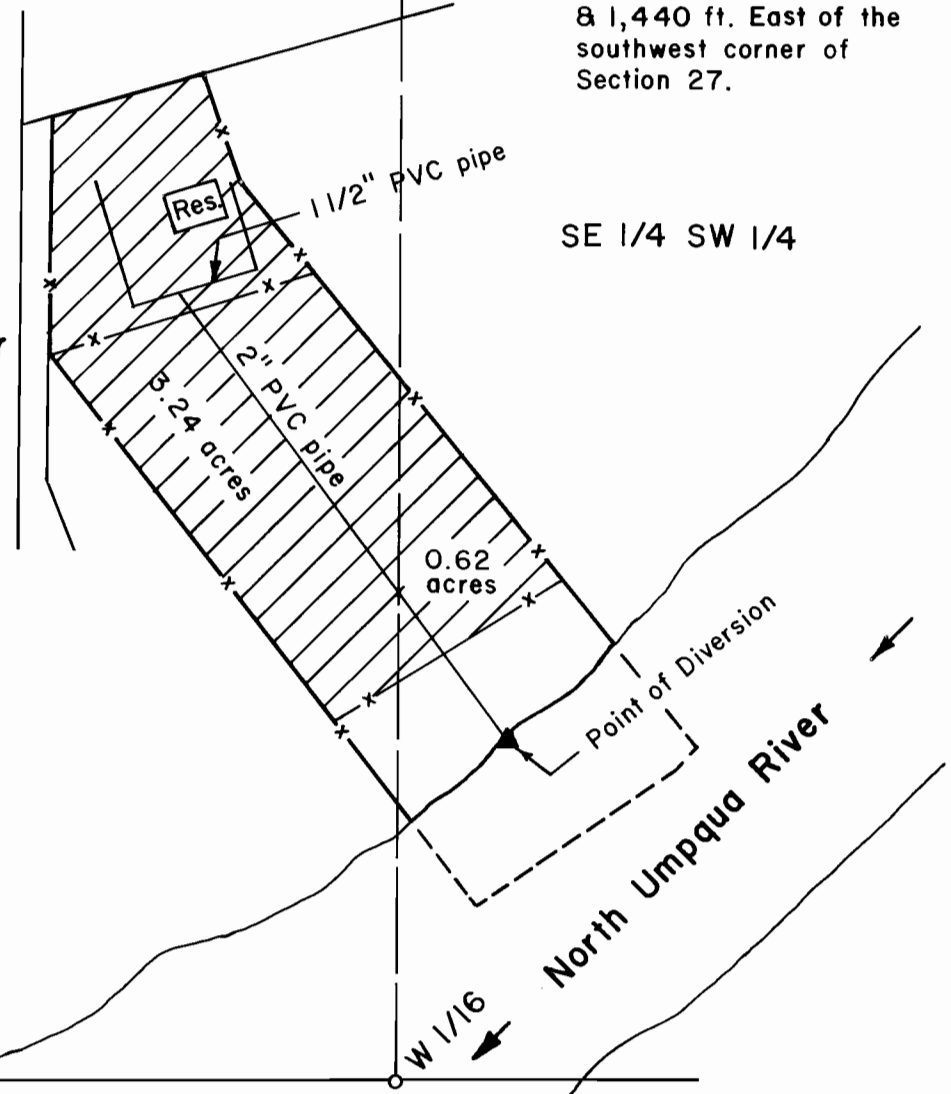 & 1,440 ft. East of the
southwest corner of
Section 27.
1 1/2" PVC pipe
Res.
SE 1/4 SW 1/4
2" PVC pipe
3.24 acres
0.62
acres
Point of Diversion
North Umpqua River
W 1/16